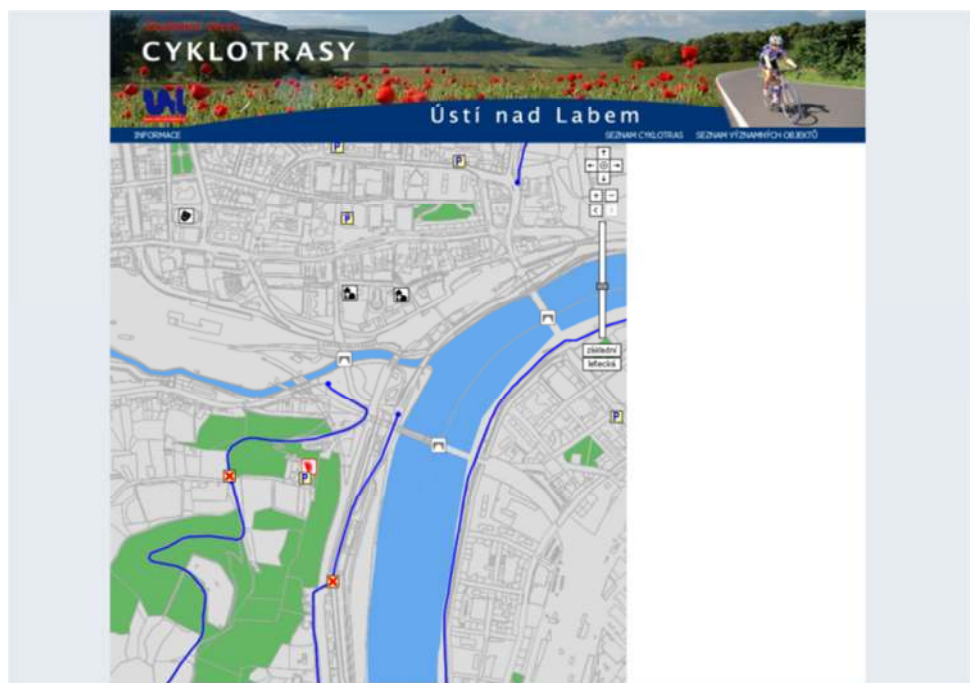 CYKLOTRASY
Ústí nad Labem
INFORMACE
SEZNAM CYKLOTRAS
SEZNAM VÝZNAMNÝCH OBJEKTŮ
P
P
P
základní
letecká
P
P